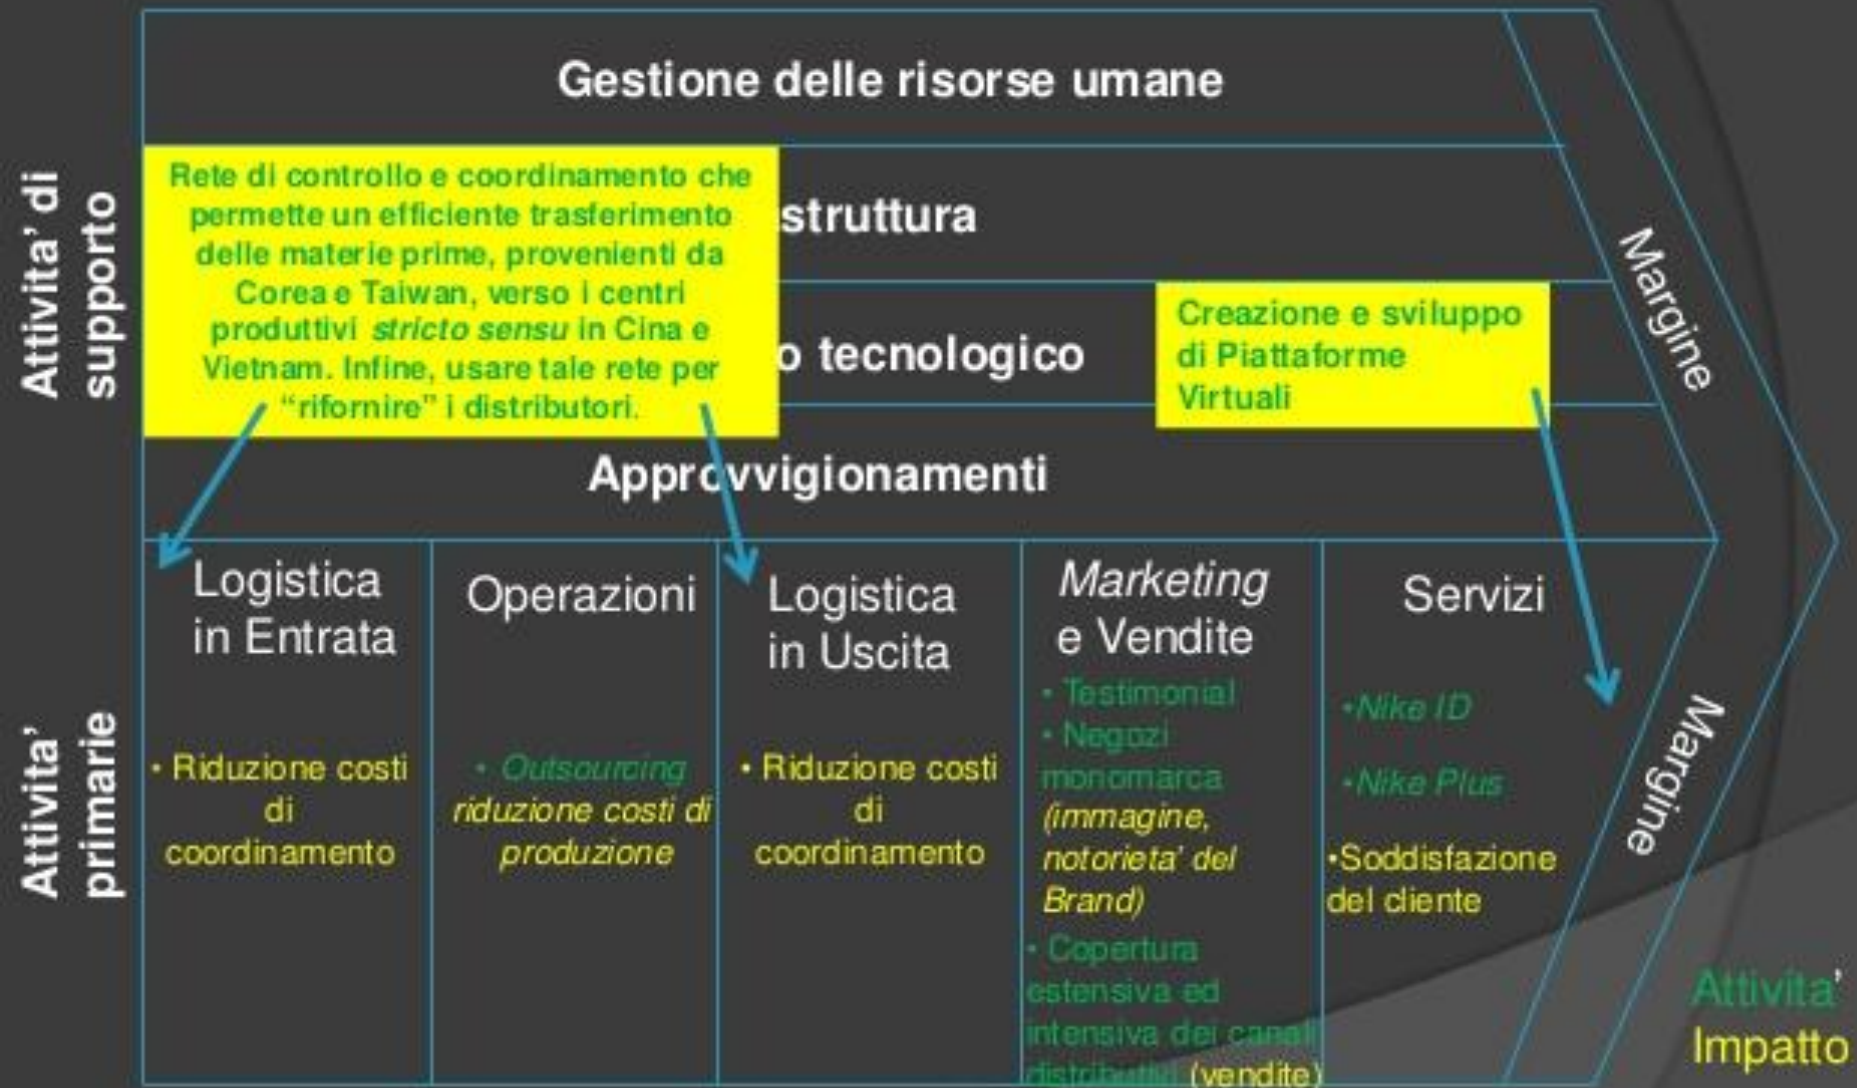 Gestione delle risorse umane
Attivita' di
supporto
Rete di controllo e coordinamento che
permette un efficiente trasferimento
delle materie prime, provenienti da
Corea e Taiwan, verso i centri
produttivi stricto sensu in Cina e
Vietnam. Infine, usare tale rete per
“rifornire” i distributori.
struttura
o tecnologico
Creazione e sviluppo
di Piattaforme
Virtuali
Approvvigionamenti
Margine
Attivita'
primarie
Logistica
in Entrata
• Riduzione costi
di
coordinamento
Operazioni
• Outsourcing
riduzione costi di
produzione
Logistica
in Uscita
• Riduzione costi
di
coordinamento
Marketing
e Vendite
• Testimonial
• Negozi
monomarca
(immagine,
notorieta' del
Brand)
• Copertura
estensiva ed
intensiva dei canali
distributivi (vendite)
Servizi
•Nike ID
•Nike Plus
•Soddisfazione
del cliente
Margine
Attivita'
Impatto